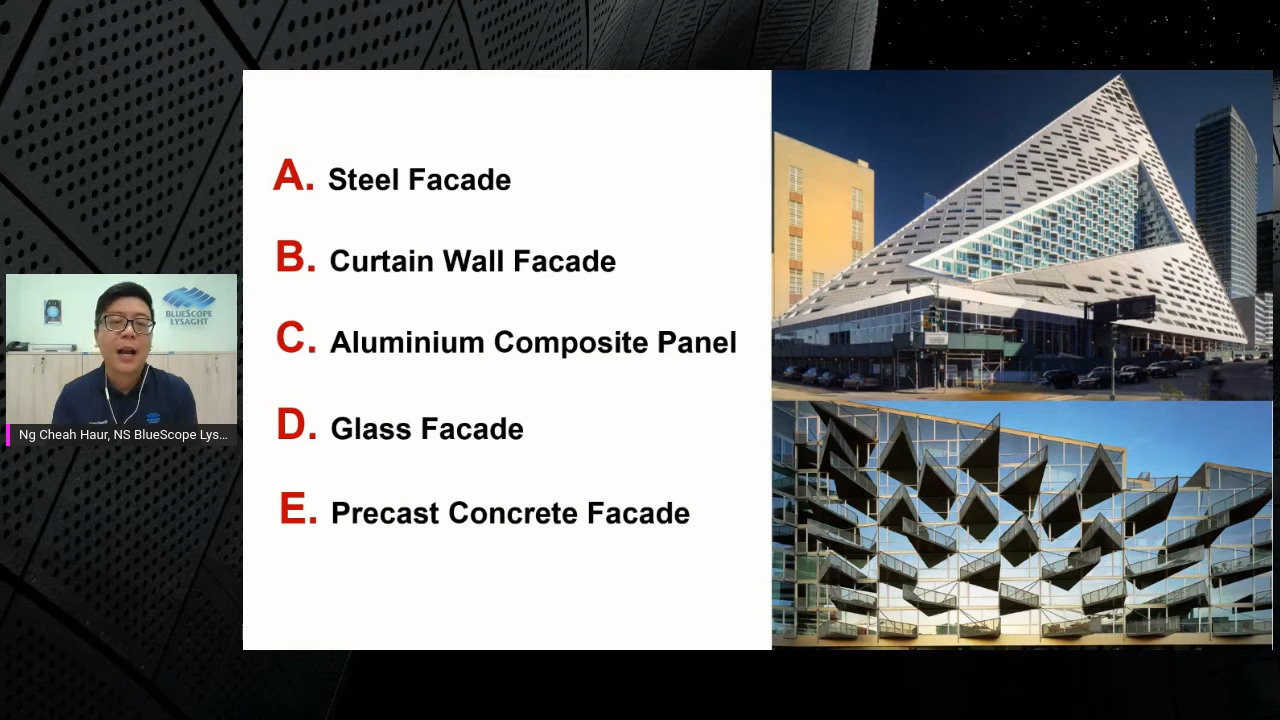 A. Steel Facade
B. Curtain Wall Facade
C. Aluminium Composite Panel
D. Glass Facade
E. Precast Concrete Facade
BLUESCOPE
LYSAGHT
Ng Cheah Haur, NS BlueScope Lys...